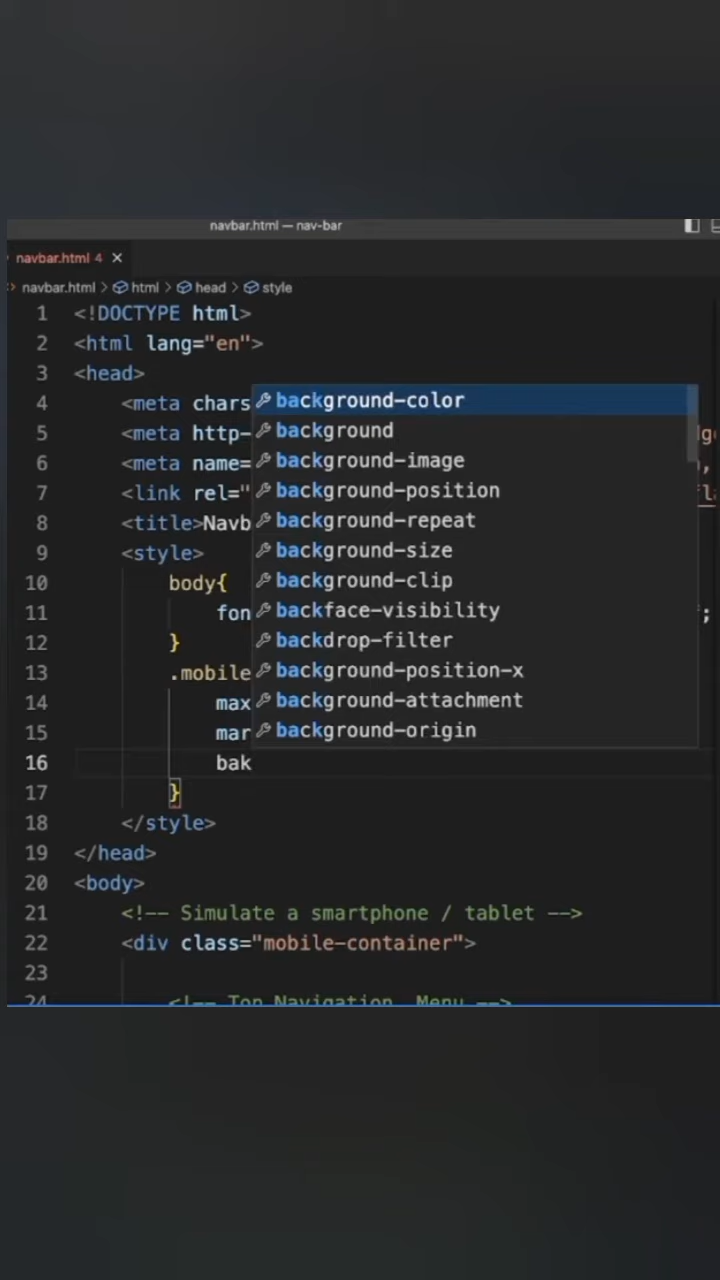 navbar.html — nav-bar
navbar.html 4
navbar.html > html > head > style
1 <!DOCTYPE html>
2 <html lang="en">
3 <head>
4 <meta chars
5 <meta http-
6 <meta name=
7 <link rel="
8 <title>Navb
9 <style>
10 body{
11 fon ;
12 }
13 .mobile
14 max
15 mar
16 bak
17 }
18 </style>
19 </head>
20 <body>
21 <!-- Simulate a smartphone / tablet -->
22 <div class="mobile-container">
23
24 <!-- Top Navigation Menu -->
background-color
background
background-image
background-position
background-repeat
background-size
background-clip
backface-visibility
backdrop-filter
background-position-x
background-attachment
background-origin